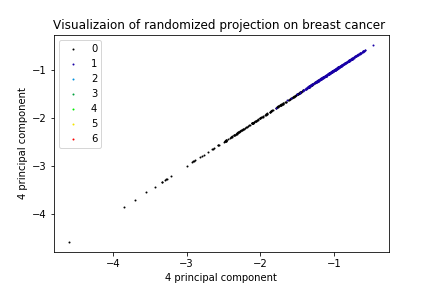 Visualizaion of randomized projection on breast cancer
0
1
2
3
4
5
6
−1
−2
−3
−4
4 principal component
−4 −3 −2 −1
4 principal component